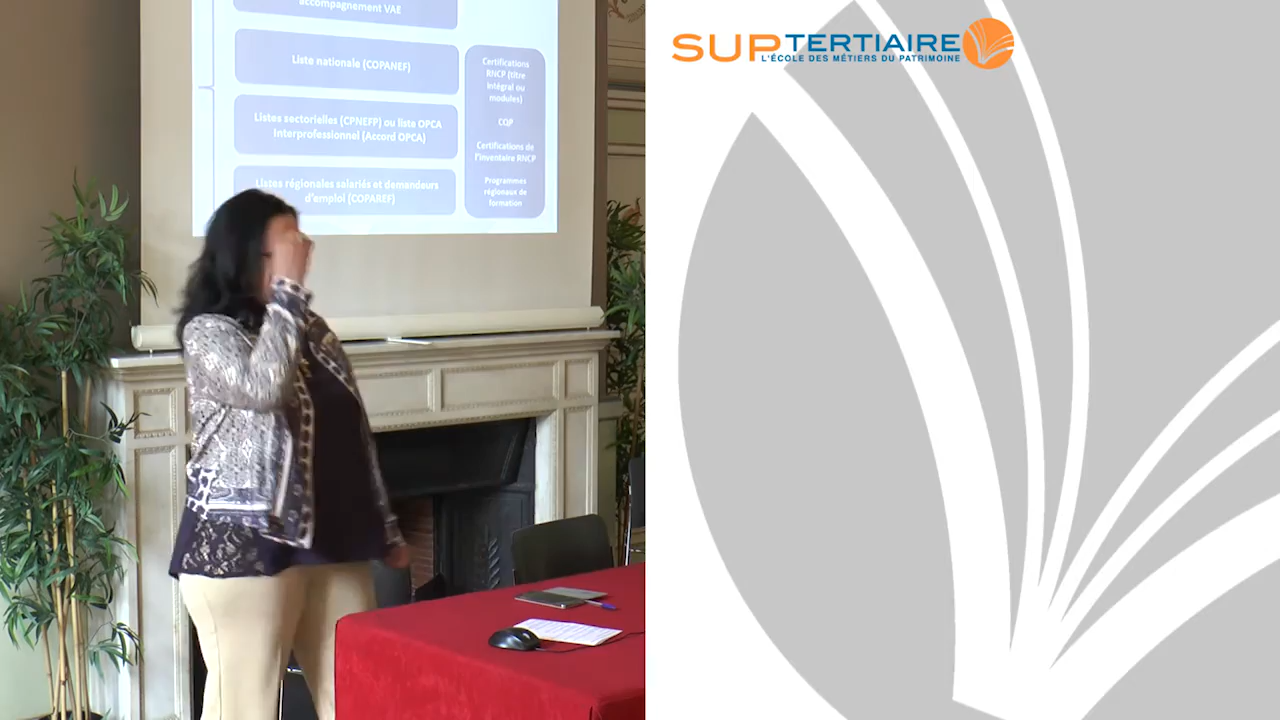 accompagnement VAE
Liste nationale (COPANEF)
Listes sectorielles (CPNEFP) ou liste OPCA
Interprofessionnel (Accord OPCA)
Listes régionales salariés et demandeurs
d'emploi (COPAREF)
Certifications
RNCP (titre
intégral ou
modules)
CQP
Certifications de
l'inventaire RNCP
Programmes
régionaux de
formation
SUPTERTIAIRE
L'ÉCOLE DES MÉTIERS DU PATRIMOINE